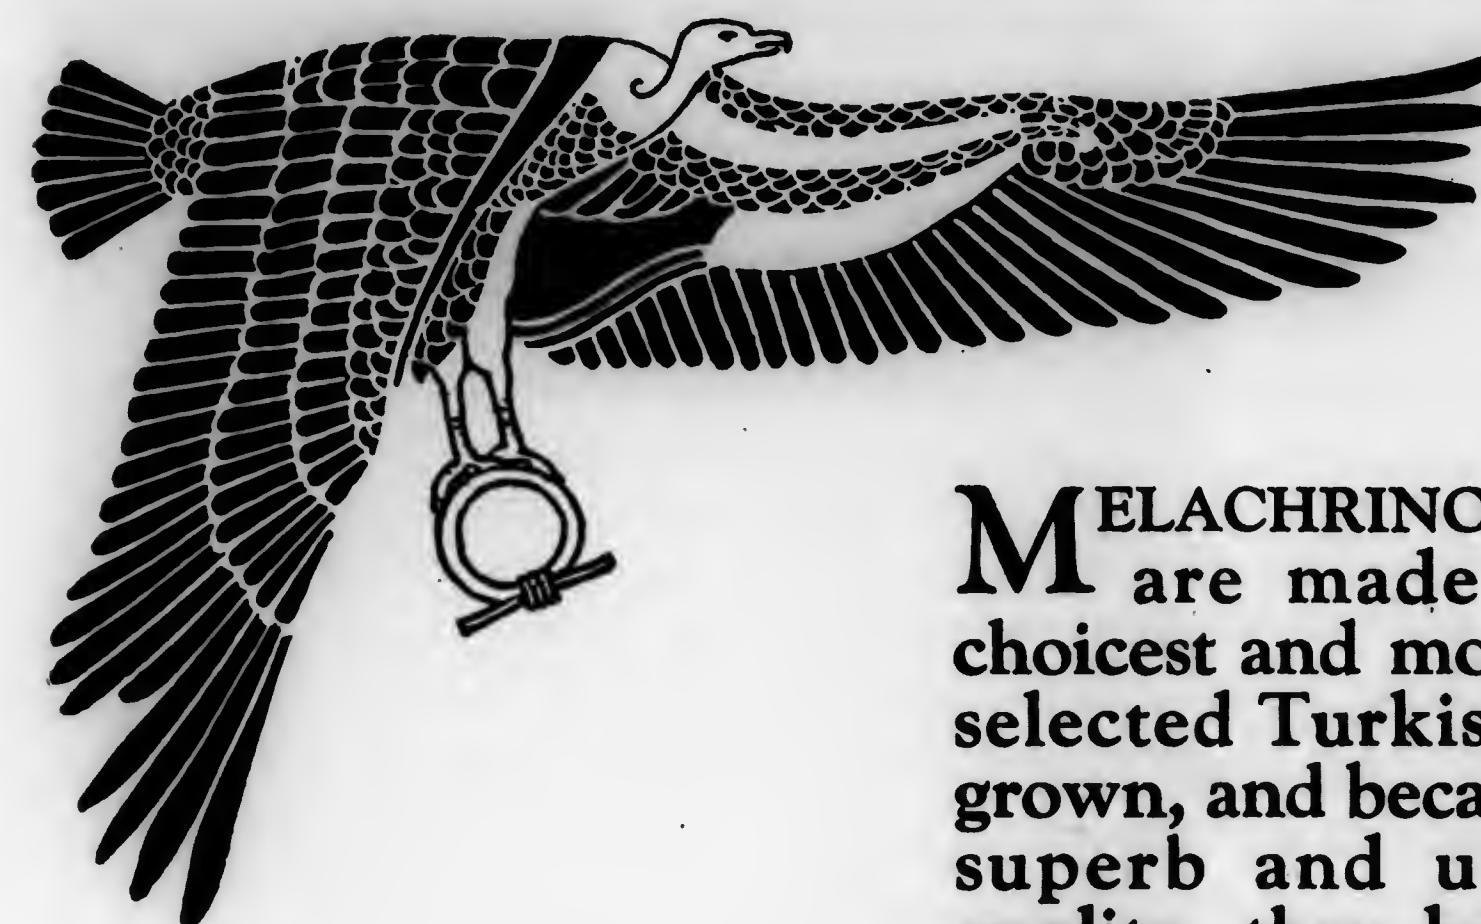 MELACHRINO
are made
choicest and mo
selected Turkis
grown, and beca
superb and u